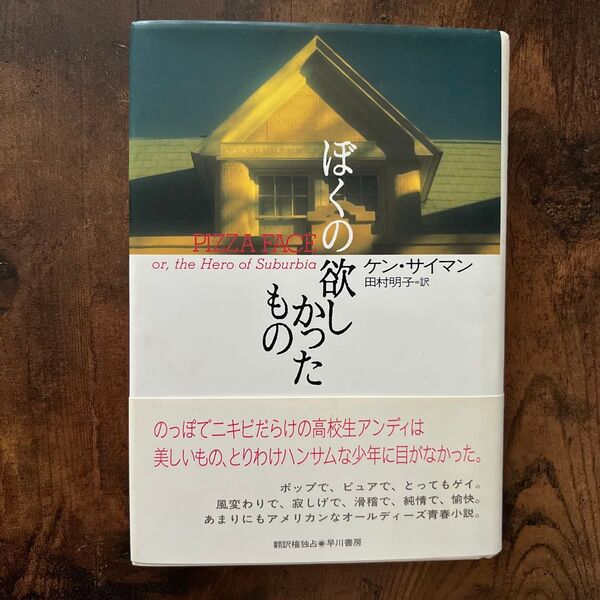 ぼくの欲し
かった
もの
PIZZA FACE
or, the Hero of Suburbia
ケン・サイマン
田村明子=訳
のっぽでニキビだらけの高校生アンディは
美しいもの、とりわけハンサムな少年に目がなかった。
ポップで、ピュアで、とってもゲイ。
風変わりで、寂しげで、滑稽で、純情で、愉快。
あまりにもアメリカンなオールディーズ青春小説。
翻訳権独占●早川書房